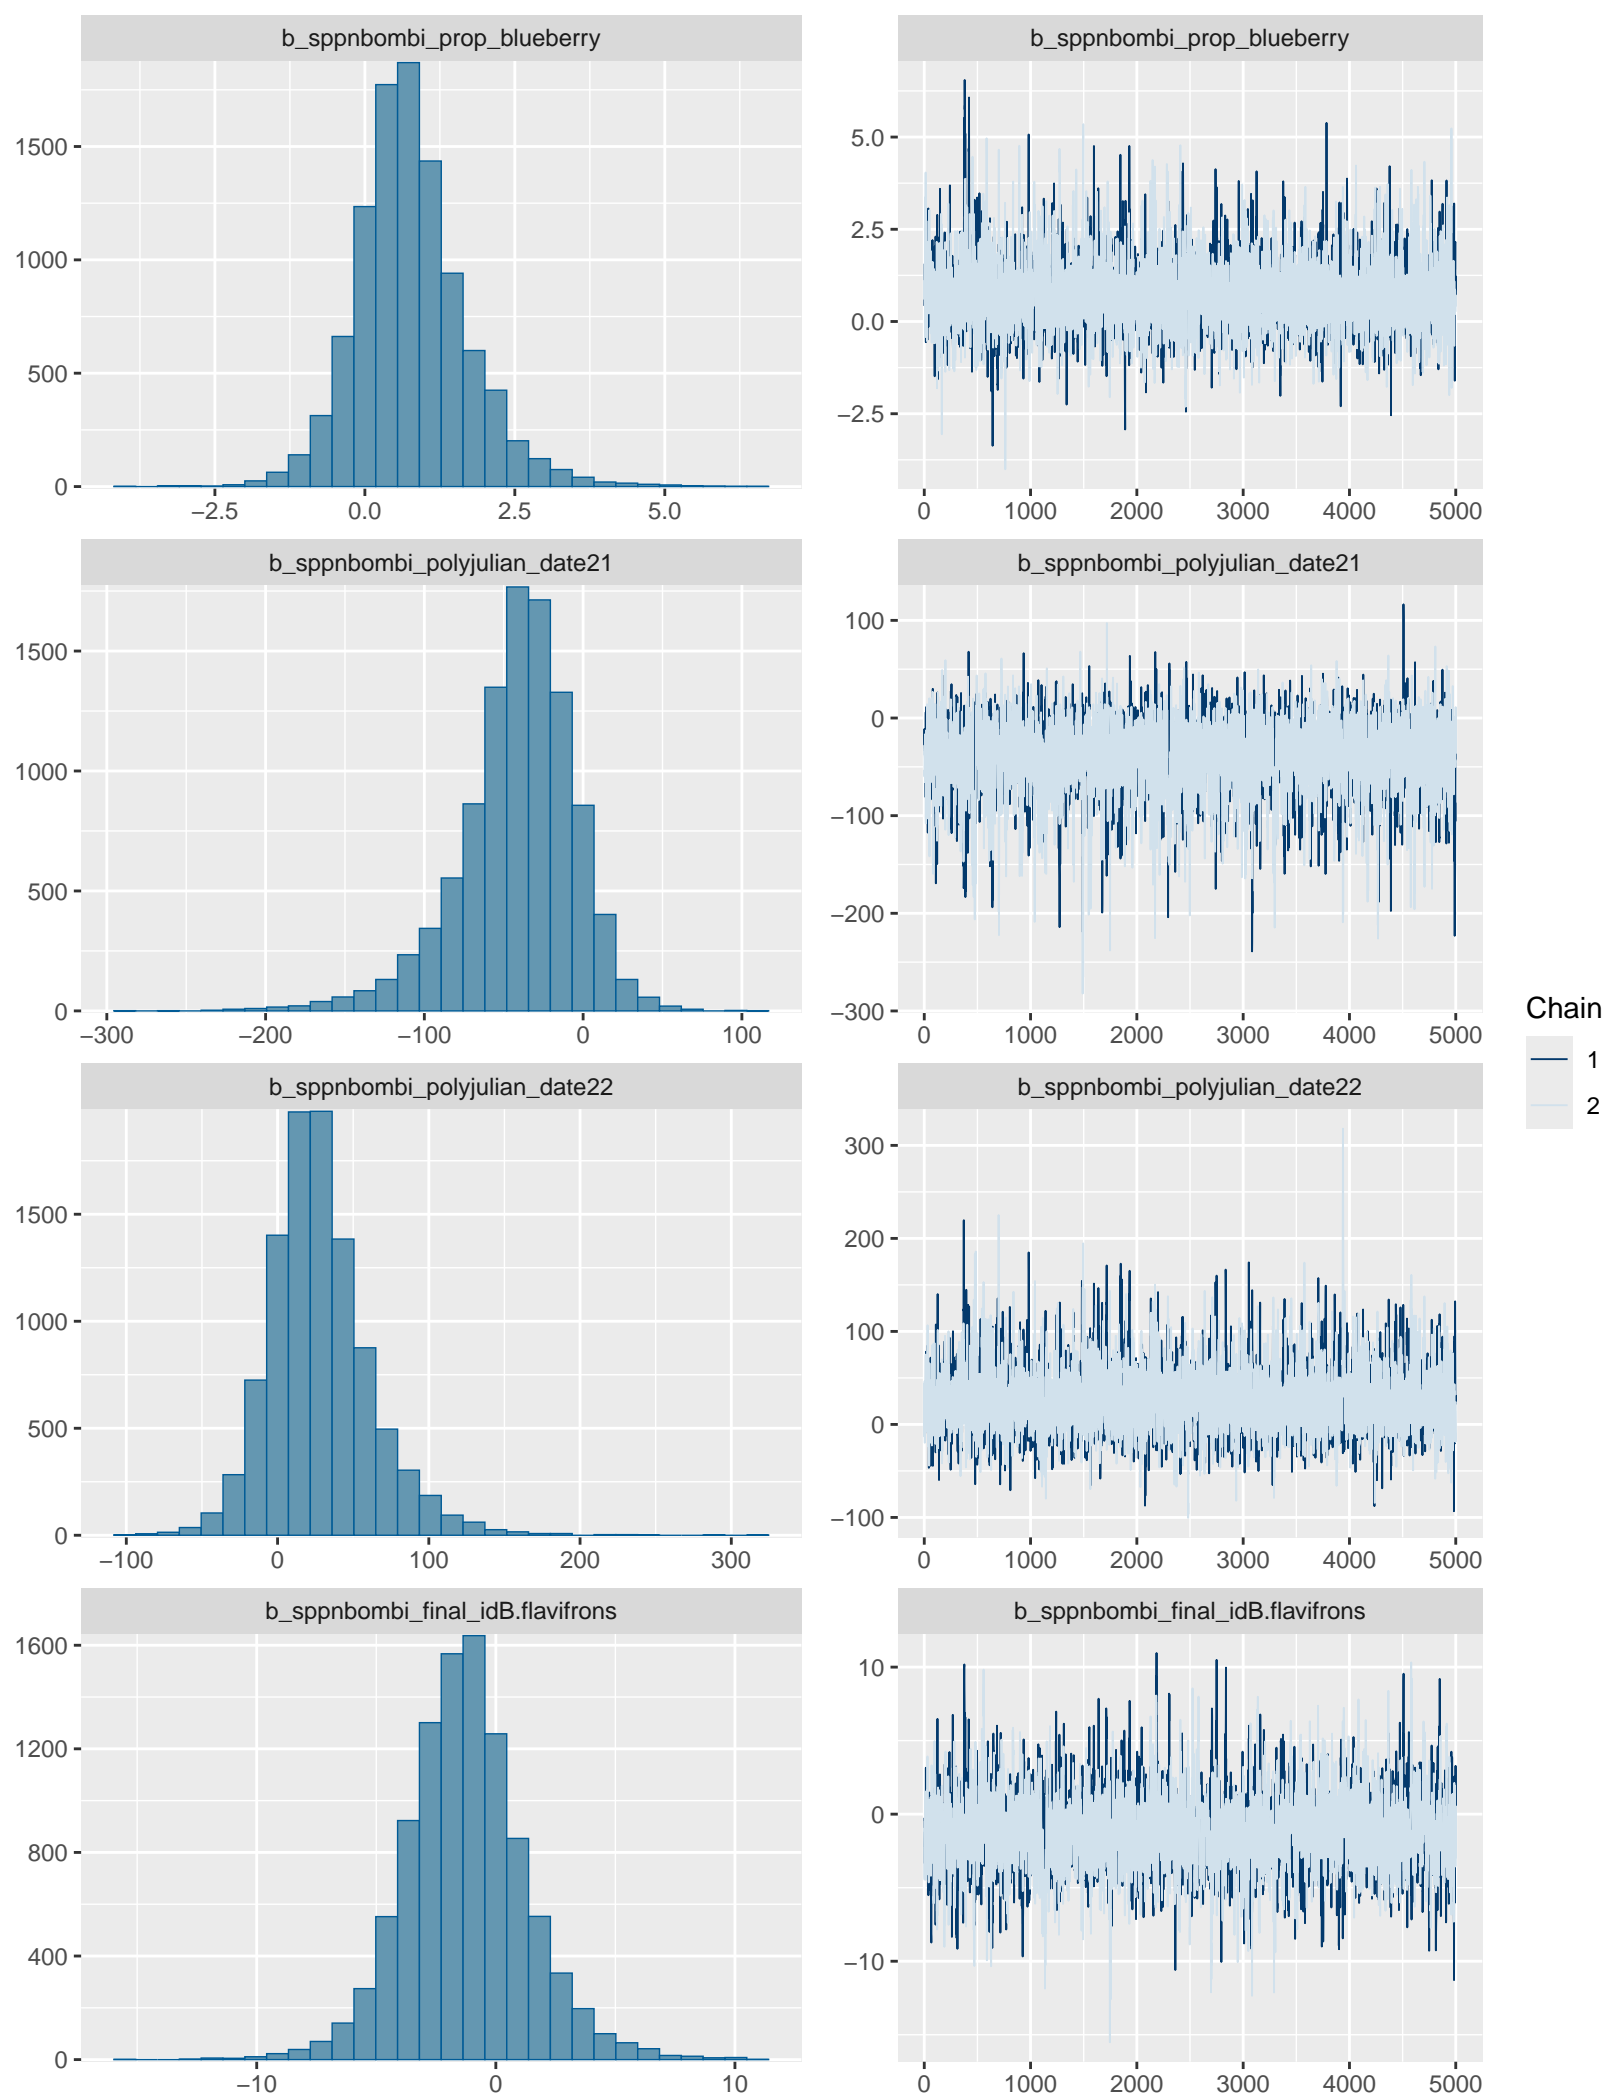 b_sppnbombi_prop_blueberry
1500
1000
500
0
−2.5 0.0 2.5 5.0
b_sppnbombi_prop_blueberry
5.0
2.5
0.0
−2.5
0 1000 2000 3000 4000 5000
b_sppnbombi_polyjulian_date21
1500
1000
500
0
−300 −200 −100 0 100
b_sppnbombi_polyjulian_date21
100
0
−100
−200
−300
0 1000 2000 3000 4000 5000
b_sppnbombi_polyjulian_date22
1500
1000
500
0
−100 0 100 200 300
b_sppnbombi_polyjulian_date22
300
200
100
0
−100
0 1000 2000 3000 4000 5000
b_sppnbombi_final_idB.flavifrons
1600
1200
800
400
0
−10 0 10
b_sppnbombi_final_idB.flavifrons
10
0
−10
0 1000 2000 3000 4000 5000
Chain
1
2